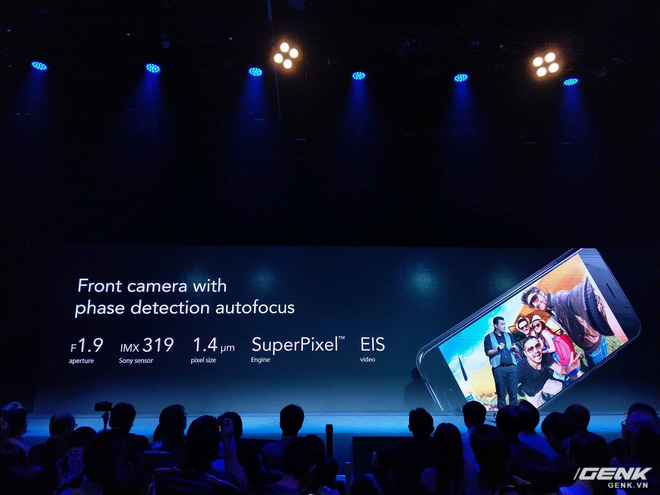 Front camera with
phase detection autofocus
F 1.9
aperture
IMX 319
Sony sensor
1.4 μm
pixel size
SuperPixel™
Engine
EIS
video
/GENK
GENK.VN